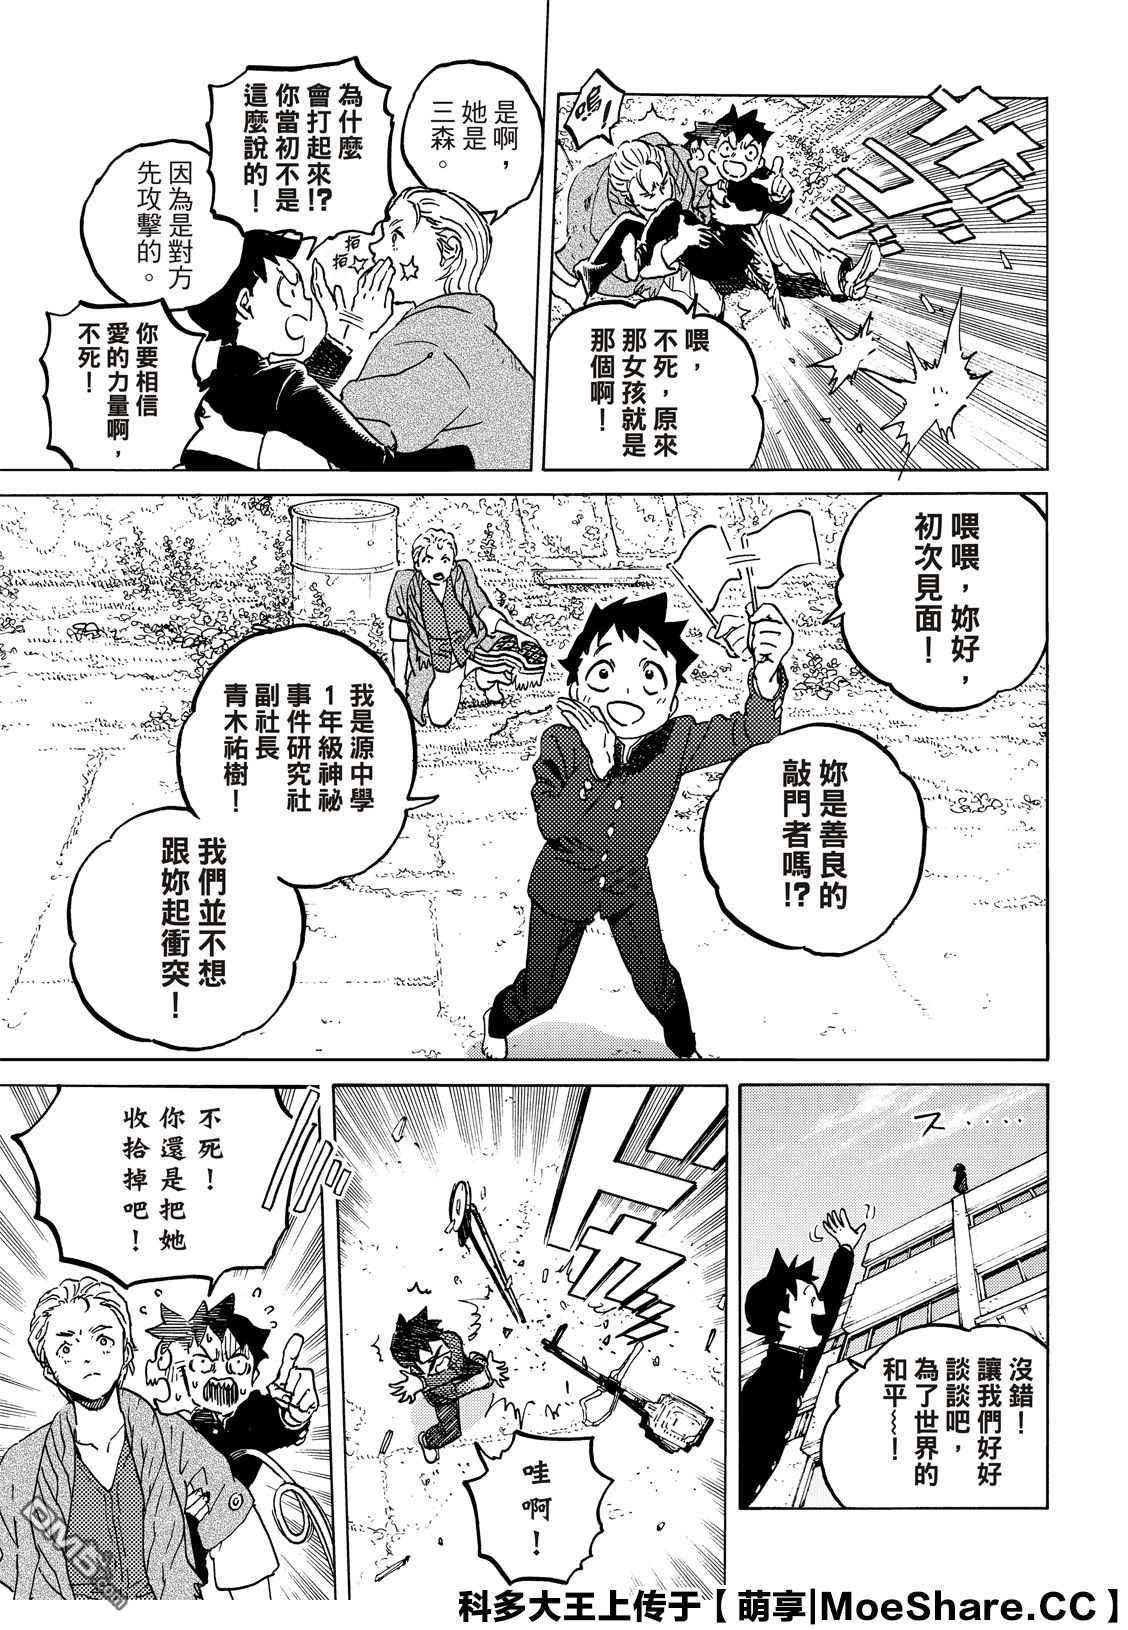 嗚！
ガ！
ゴ！
喂，
不死，原來
那女孩就是
那個啊！
是啊，
她是
三森。
為什麼
會打起來!?
你當初不是
這麼說的！
因為是對方
先攻擊的。
拒
拒
你要相信
愛的力量啊，
不死！
喂喂，妳好，
初次見面！
妳是善良的
敲門者嗎!?
我是源中學
1年級神祕
事件研究社
副社長
青木祐樹！
我們並不想
跟妳起衝突！
ス．．．．
沒錯！
讓我們好好
談談吧，
為了世界的
和平～！
哇啊！
不死！
你還是把她
收拾掉吧！
DM5.com
科多大王上传于【萌享|MoeShare.CC】